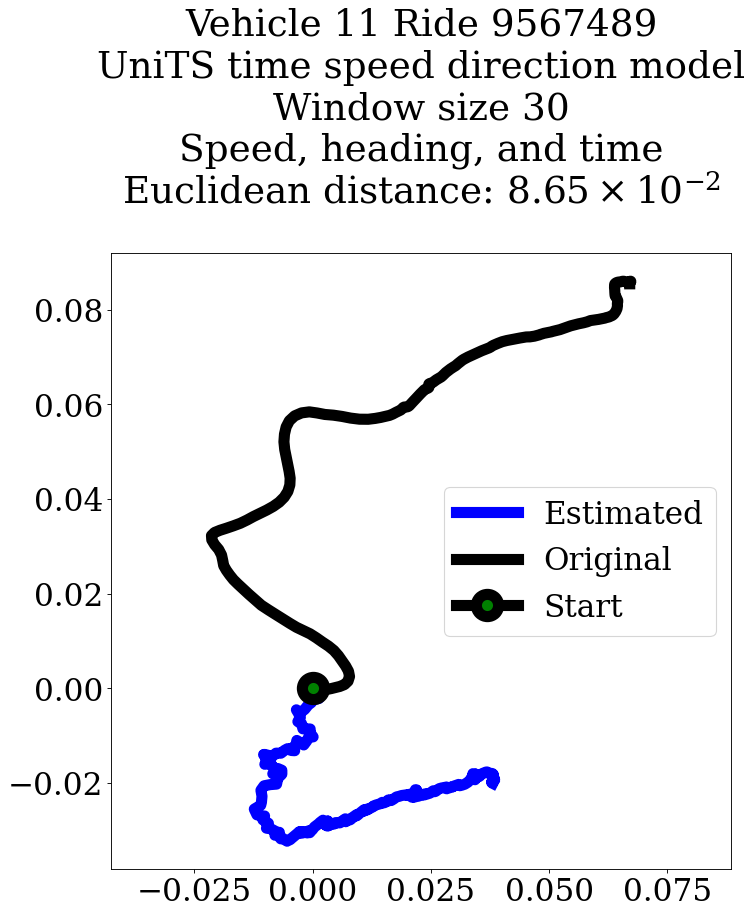 Vehicle 11 Ride 9567489
UniTS time speed direction model
Window size 30
Speed, heading, and time
Euclidean distance: 8.65 × 10⁻²
0.08
0.06
0.04
0.02
0.00
−0.02
Estimated
Original
Start
−0.025 0.000 0.025 0.050 0.075